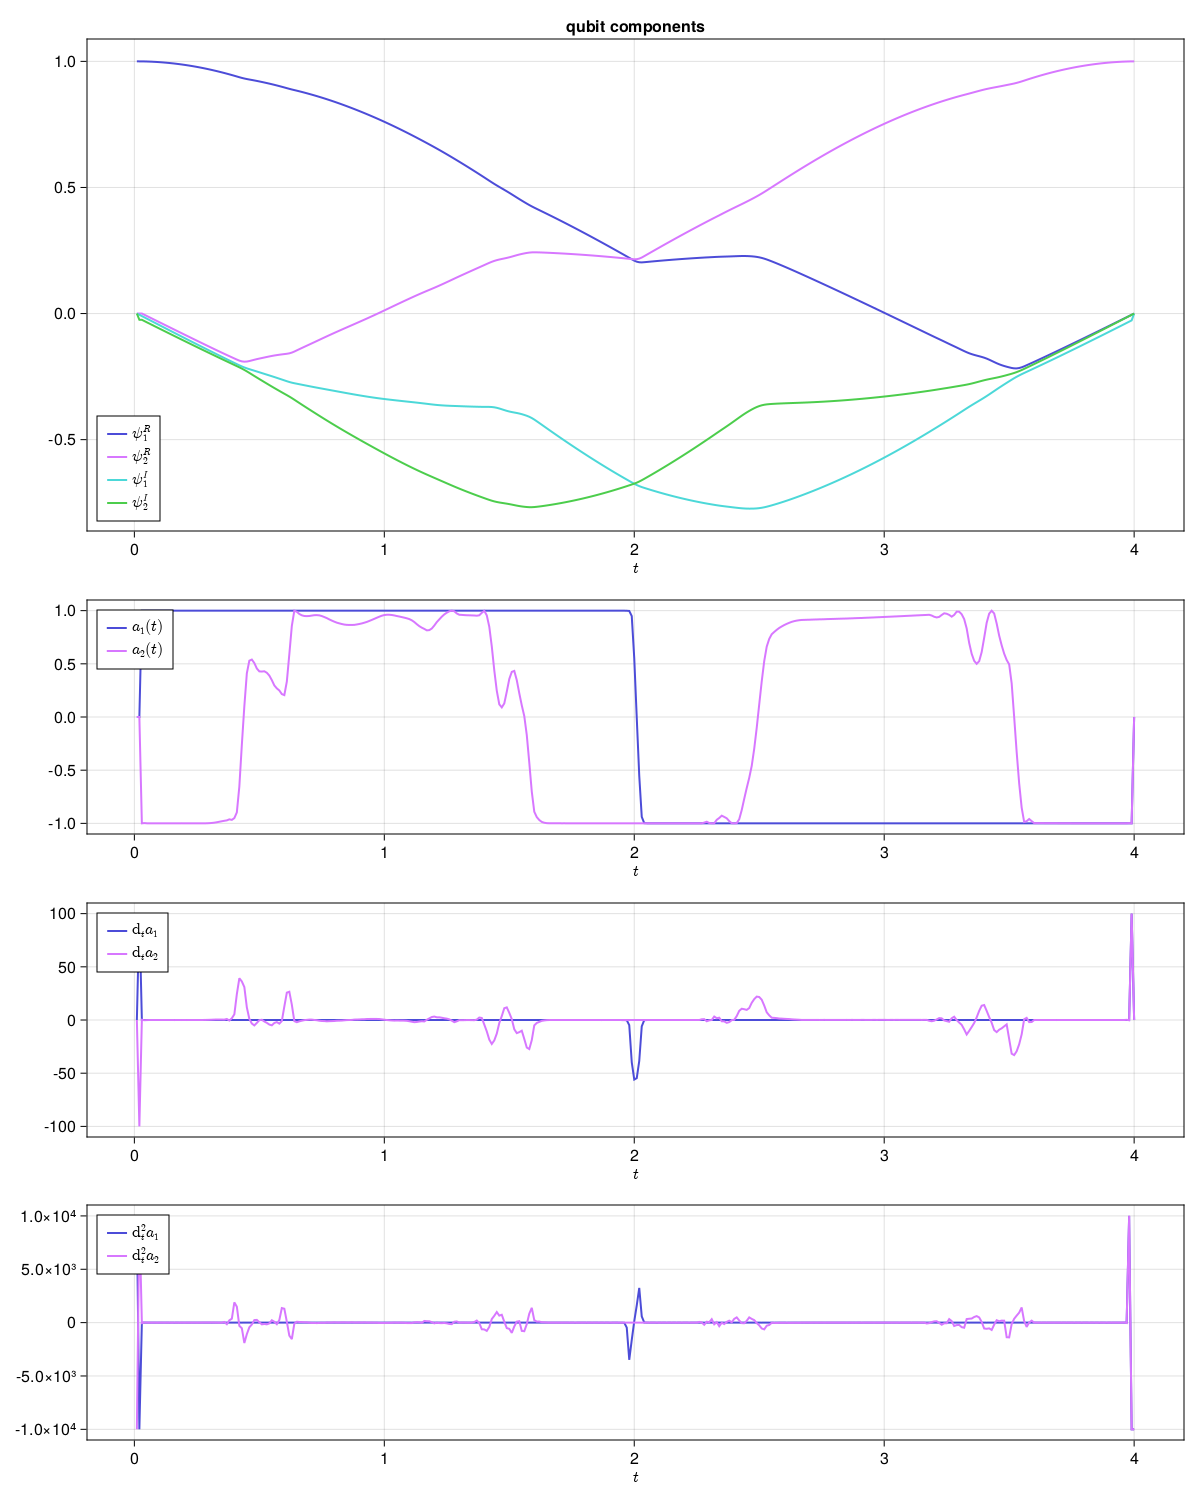 qubit components
1.0
0.5
0.0
-0.5
ψ₁ᴿ
ψ₂ᴿ
ψ₁ᴵ
ψ₂ᴵ
0 1 2 3 4
t
1.0
0.5
0.0
-0.5
-1.0
a₁(t)
a₂(t)
0 1 2 3 4
t
100
50
0
-50
-100
dₜa₁
dₜa₂
0 1 2 3 4
t
1.0×10⁴
5.0×10³
0
-5.0×10³
-1.0×10⁴
dₜ²a₁
dₜ²a₂
0 1 2 3 4
t